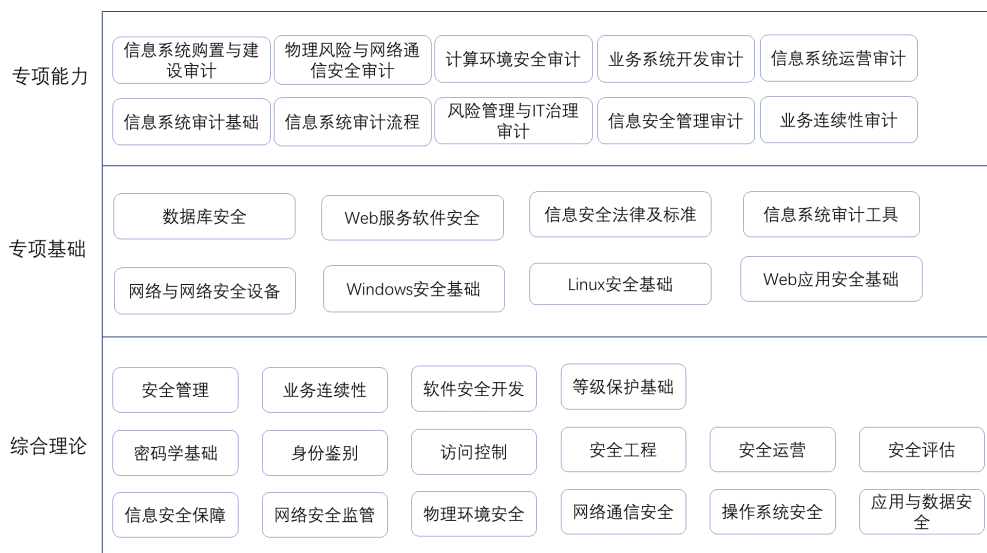 专项能力
信息系统购置与建
设审计
物理风险与网络通
信安全审计
计算环境安全审计
业务系统开发审计
信息系统运营审计
信息系统审计基础
信息系统审计流程
风险管理与IT治理
审计
信息安全管理审计
业务连续性审计
专项基础
数据库安全
Web服务软件安全
信息安全法律及标准
信息系统审计工具
网络与网络安全设备
Windows安全基础
Linux安全基础
Web应用安全基础
综合理论
安全管理
业务连续性
软件安全开发
等级保护基础
密码学基础
身份鉴别
访问控制
安全工程
安全运营
安全评估
信息安全保障
网络安全监管
物理环境安全
网络通信安全
操作系统安全
应用与数据安
全